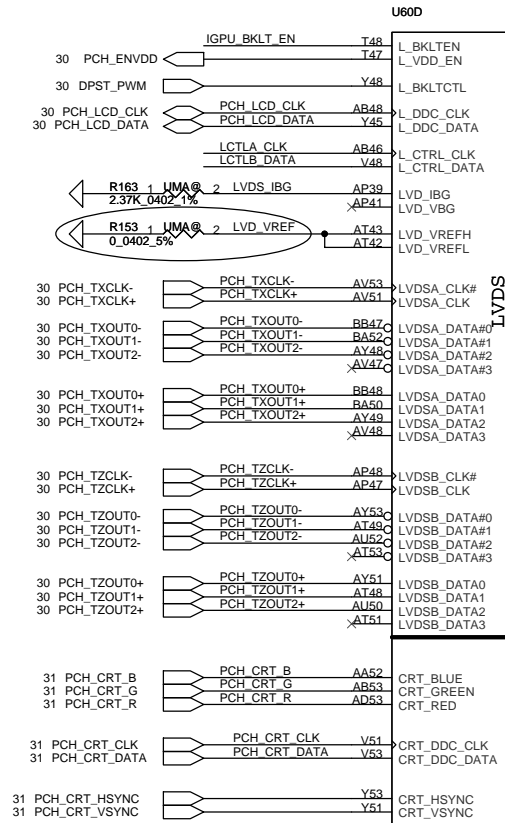 U60D
IGPU_BKLT_EN T48 L_BKLTEN
30 PCH_ENVDD T47 L_VDD_EN
30 DPST_PWM Y48 L_BKLTCTL
30 PCH_LCD_CLK PCH_LCD_CLK AB48 L_DDC_CLK
30 PCH_LCD_DATA PCH_LCD_DATA Y45 L_DDC_DATA
LCTLA_CLK AB46 L_CTRL_CLK
LCTLB_DATA V48 L_CTRL_DATA
R163 1 UMA@ 2 LVDS_IBG AP39 LVD_IBG
2.37K_0402_1% AP41 LVD_VBG
R153 1 UMA@ 2 LVD_VREF AT43 LVD_VREFH
0_0402_5% AT42 LVD_VREFL
LVDS
30 PCH_TXCLK- PCH_TXCLK- AV53 LVDSA_CLK#
30 PCH_TXCLK+ PCH_TXCLK+ AV51 LVDSA_CLK
30 PCH_TXOUT0- PCH_TXOUT0- BB47 LVDSA_DATA#0
30 PCH_TXOUT1- PCH_TXOUT1- BA52 LVDSA_DATA#1
30 PCH_TXOUT2- PCH_TXOUT2- AY48 LVDSA_DATA#2
AV47 LVDSA_DATA#3
30 PCH_TXOUT0+ PCH_TXOUT0+ BB48 LVDSA_DATA0
30 PCH_TXOUT1+ PCH_TXOUT1+ BA50 LVDSA_DATA1
30 PCH_TXOUT2+ PCH_TXOUT2+ AY49 LVDSA_DATA2
AV48 LVDSA_DATA3
30 PCH_TZCLK- PCH_TZCLK- AP48 LVDSB_CLK#
30 PCH_TZCLK+ PCH_TZCLK+ AP47 LVDSB_CLK
30 PCH_TZOUT0- PCH_TZOUT0- AY53 LVDSB_DATA#0
30 PCH_TZOUT1- PCH_TZOUT1- AT49 LVDSB_DATA#1
30 PCH_TZOUT2- PCH_TZOUT2- AU52 LVDSB_DATA#2
AT53 LVDSB_DATA#3
30 PCH_TZOUT0+ PCH_TZOUT0+ AY51 LVDSB_DATA0
30 PCH_TZOUT1+ PCH_TZOUT1+ AT48 LVDSB_DATA1
30 PCH_TZOUT2+ PCH_TZOUT2+ AU50 LVDSB_DATA2
AT51 LVDSB_DATA3
31 PCH_CRT_B PCH_CRT_B AA52 CRT_BLUE
31 PCH_CRT_G PCH_CRT_G AB53 CRT_GREEN
31 PCH_CRT_R PCH_CRT_R AD53 CRT_RED
31 PCH_CRT_CLK PCH_CRT_CLK V51 CRT_DDC_CLK
31 PCH_CRT_DATA PCH_CRT_DATA V53 CRT_DDC_DATA
31 PCH_CRT_HSYNC Y53 CRT_HSYNC
31 PCH_CRT_VSYNC Y51 CRT_VSYNC